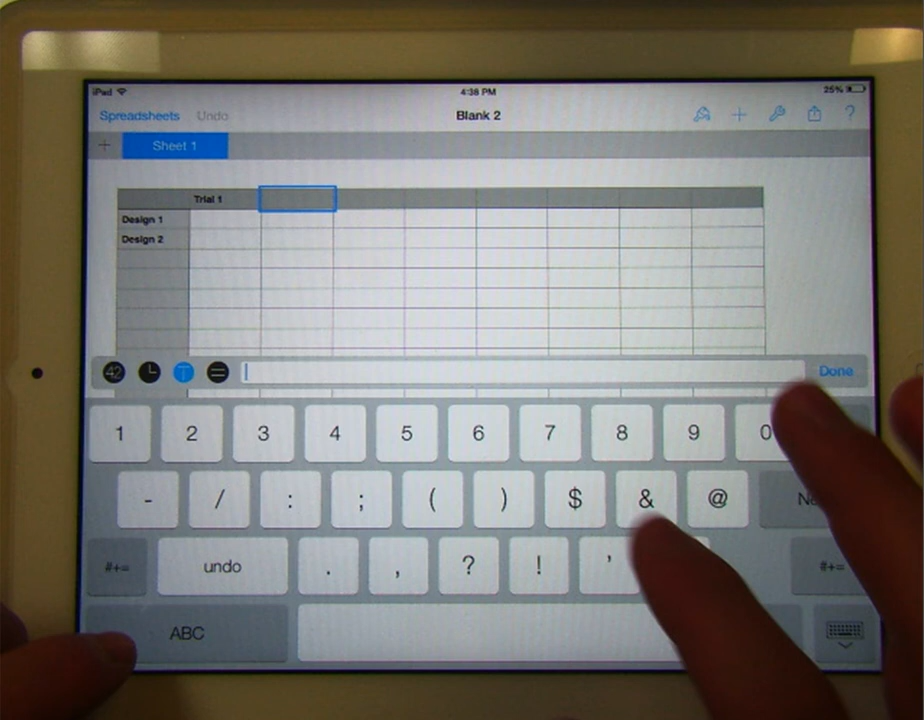 iPad 4:38 PM 25%
Spreadsheets Undo Blank 2 + ?
+ Sheet 1
Trial 1
Design 1
Design 2
42 T = Done
1 2 3 4 5 6 7 8 9 0
- / : ; ( ) $ & @
#+= undo . , ? ! ' #+=
ABC